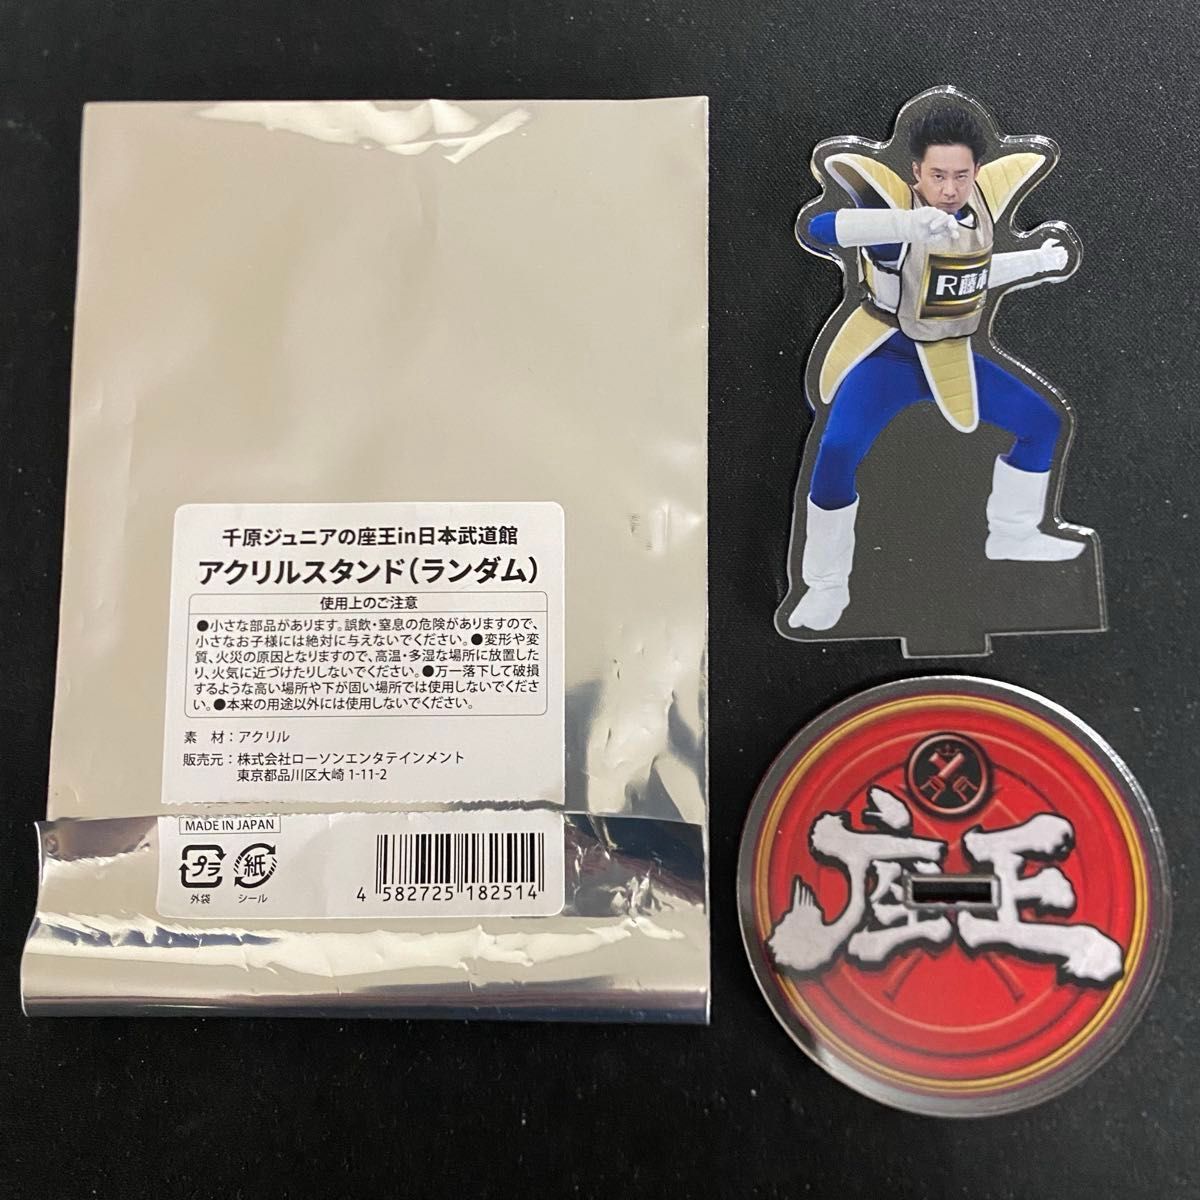 千原ジュニアの座王in日本武道館
アクリルスタンド(ランダム)
使用上のご注意
●小さな部品があります。誤飲・窒息の危険がありますので、
小さなお子様には絶対に与えないでください。●変形や変
質、火災の原因となりますので、高温・多湿な場所に放置した
り、火気に近づけたりしないでください。●万一落下して破損
するような高い場所や下が固い場所では使用しないでくださ
い。●本来の用途以外には使用しないでください。
素 材：アクリル
販売元：株式会社ローソンエンタテインメント
東京都品川区大崎 1-11-2
MADE IN JAPAN
プラ
外袋
紙
シール
4 582725 182514
R藤本
座王